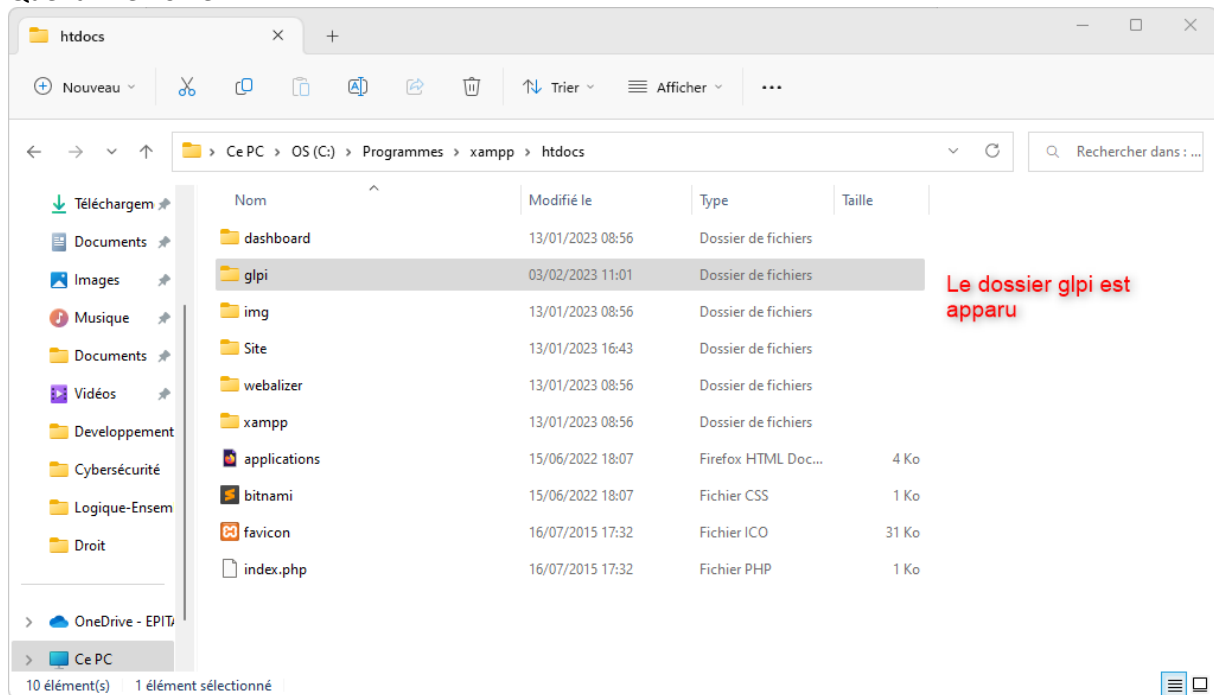 htdocs
Nouveau
Trier
Afficher
Ce PC > OS (C:) > Programmes > xampp > htdocs
Rechercher dans : ...
Nom Modifié le Type Taille
Téléchargem
Documents
Images
Musique
Documents
Vidéos
Developpement
Cybersécurité
Logique-Ensem
Droit
OneDrive - EPITA
Ce PC
dashboard 13/01/2023 08:56 Dossier de fichiers
glpi 03/02/2023 11:01 Dossier de fichiers
img 13/01/2023 08:56 Dossier de fichiers
Site 13/01/2023 16:43 Dossier de fichiers
webalizer 13/01/2023 08:56 Dossier de fichiers
xampp 13/01/2023 08:56 Dossier de fichiers
applications 15/06/2022 18:07 Firefox HTML Doc... 4 Ko
bitnami 15/06/2022 18:07 Fichier CSS 1 Ko
favicon 16/07/2015 17:32 Fichier ICO 31 Ko
index.php 16/07/2015 17:32 Fichier PHP 1 Ko
Le dossier glpi est
apparu
10 élément(s) 1 élément sélectionné